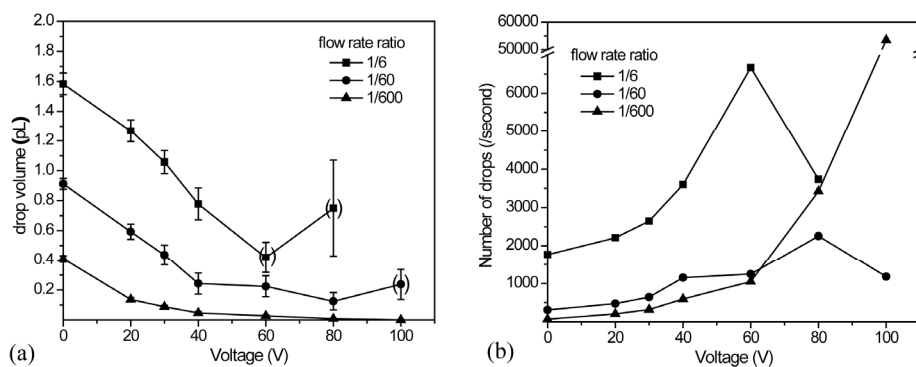 2.0
1.8
1.6
1.4
1.2
1.0
0.8
0.6
0.4
0.2
drop volume (pL)
flow rate ratio
1/6
1/60
1/600
( )
( )
( )
0 20 40 60 80 100
Voltage (V)
(a)
60000
50000
6000
5000
4000
3000
2000
1000
Number of drops (/second)
flow rate ratio
1/6
1/60
1/600
0 20 40 60 80 100
Voltage (V)
(b)